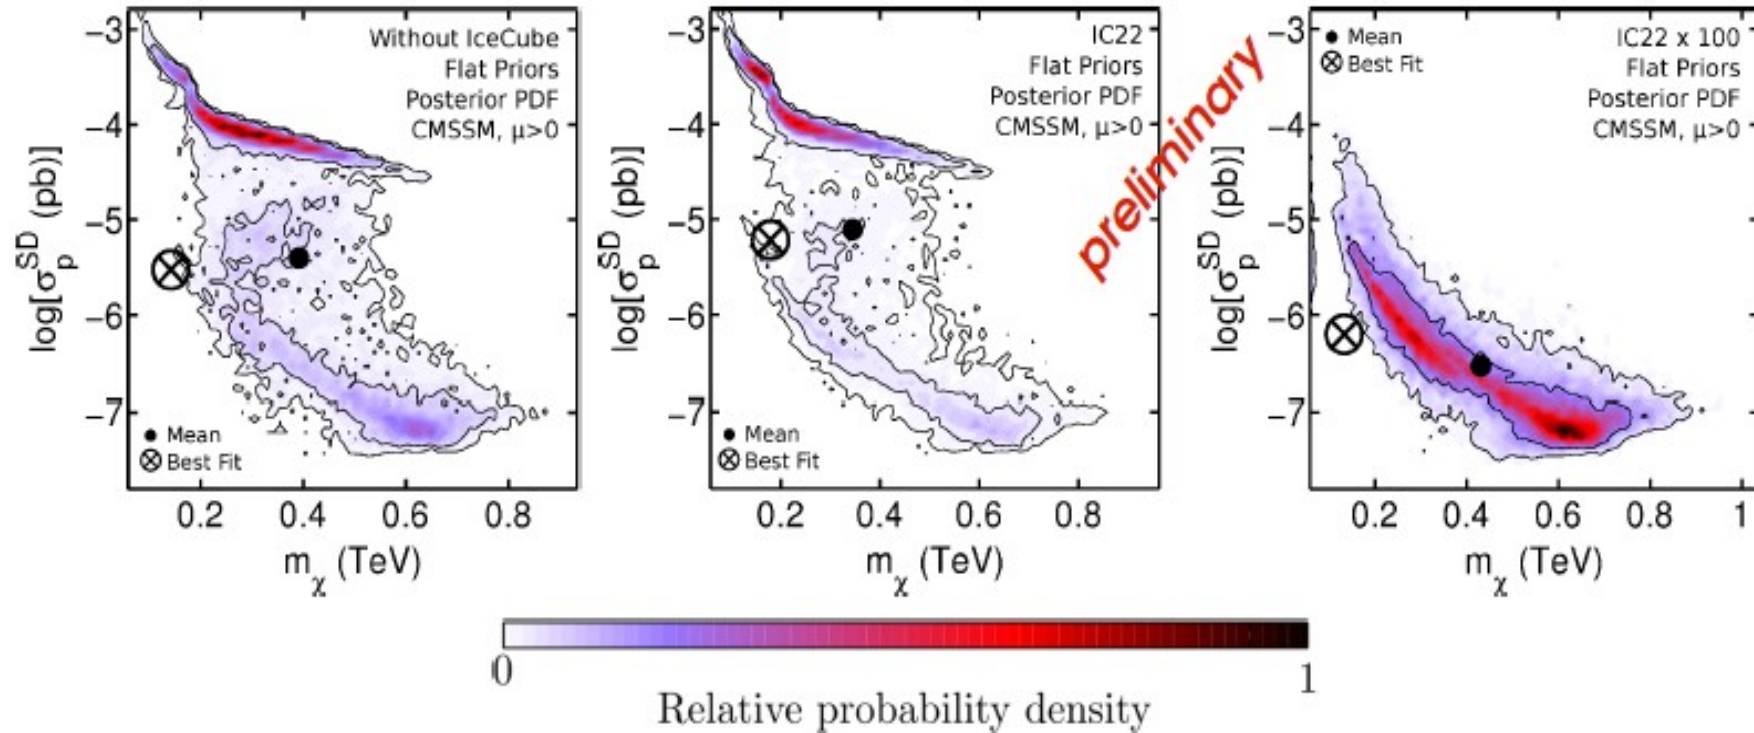 Without IceCube
Flat Priors
Posterior PDF
CMSSM, μ>0
−3
−4
−5
−6
−7
log[σ_p^SD (pb)]
● Mean
⊗ Best Fit
0.2 0.4 0.6 0.8
m_χ (TeV)
IC22
Flat Priors
Posterior PDF
CMSSM, μ>0
−3
−4
−5
−6
−7
log[σ_p^SD (pb)]
● Mean
⊗ Best Fit
0.2 0.4 0.6 0.8
m_χ (TeV)
preliminary
● Mean
⊗ Best Fit
IC22 x 100
Flat Priors
Posterior PDF
CMSSM, μ>0
−3
−4
−5
−6
−7
log[σ_p^SD (pb)]
0.2 0.4 0.6 0.8 1
m_χ (TeV)
0 1
Relative probability density